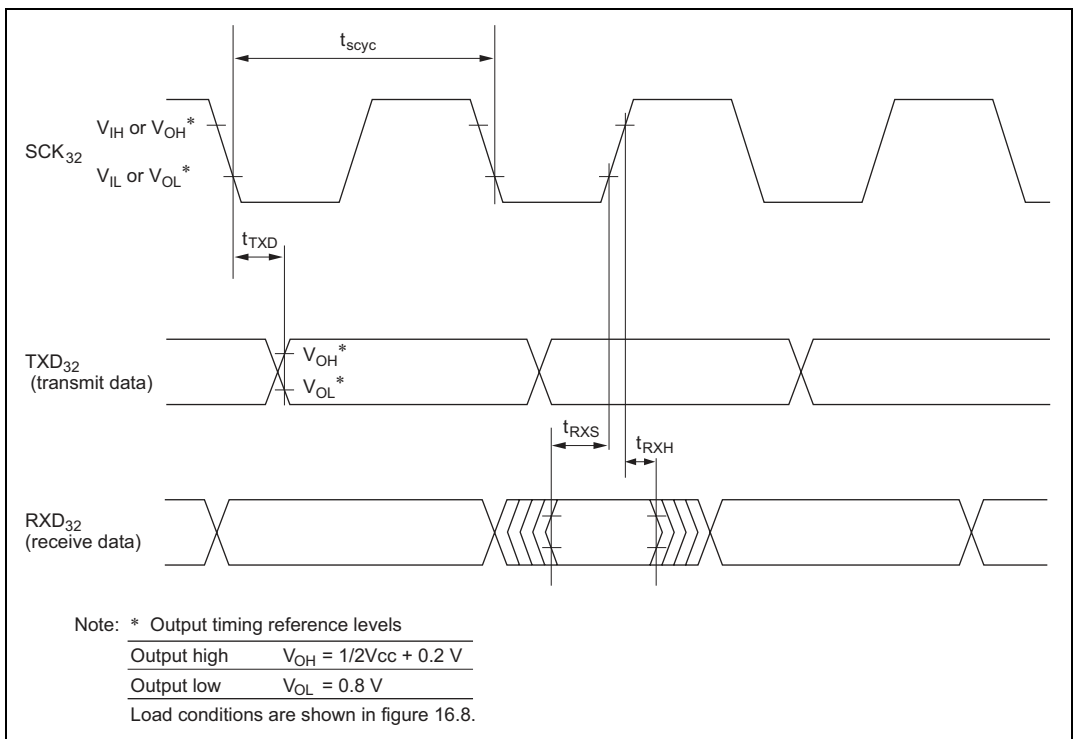 tscyc
VIH or VOH*
SCK32
VIL or VOL*
tTXD
TXD32
(transmit data)
VOH*
VOL*
tRXS
tRXH
RXD32
(receive data)
Note: * Output timing reference levels
Output high VOH = 1/2Vcc + 0.2 V
Output low VOL = 0.8 V
Load conditions are shown in figure 16.8.